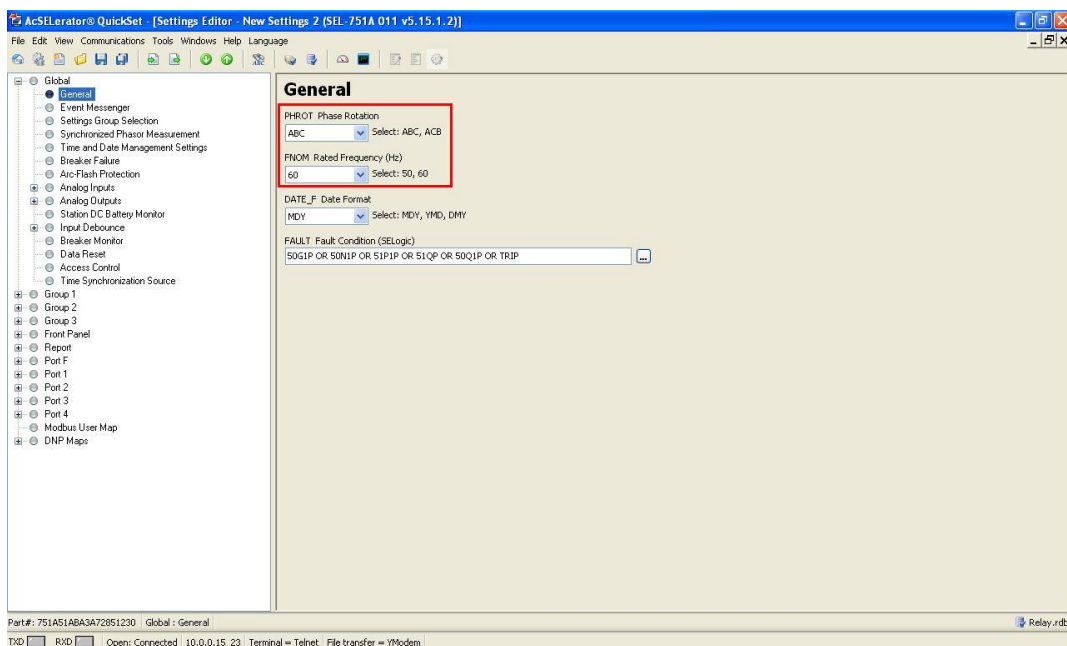 AcSELerator® QuickSet - [Settings Editor - New Settings 2 (SEL-751A 011 v5.15.1.2)]
File Edit View Communications Tools Windows Help Language
Global
General
Event Messenger
Settings Group Selection
Synchronized Phasor Measurement
Time and Date Management Settings
Breaker Failure
Arc-Flash Protection
Analog Inputs
Analog Outputs
Station DC Battery Monitor
Input Debounce
Breaker Monitor
Data Reset
Access Control
Time Synchronization Source
Group 1
Group 2
Group 3
Front Panel
Report
Port F
Port 1
Port 2
Port 3
Port 4
Modbus User Map
DNP Maps
General
PHROT Phase Rotation
ABC Select: ABC, ACB
FNOM Rated Frequency (Hz)
60 Select: 50, 60
DATE_F Date Format
MDY Select: MDY, YMD, DMY
FAULT Fault Condition (SELogic)
50G1P OR 50N1P OR 51P1P OR 51QP OR 50Q1P OR TRIP
...
Part#: 751A51ABA3A72851230 Global : General Relay.rdb
TXD RXD Open: Connected 10.0.0.15 23 Terminal = Telnet File transfer = YModem